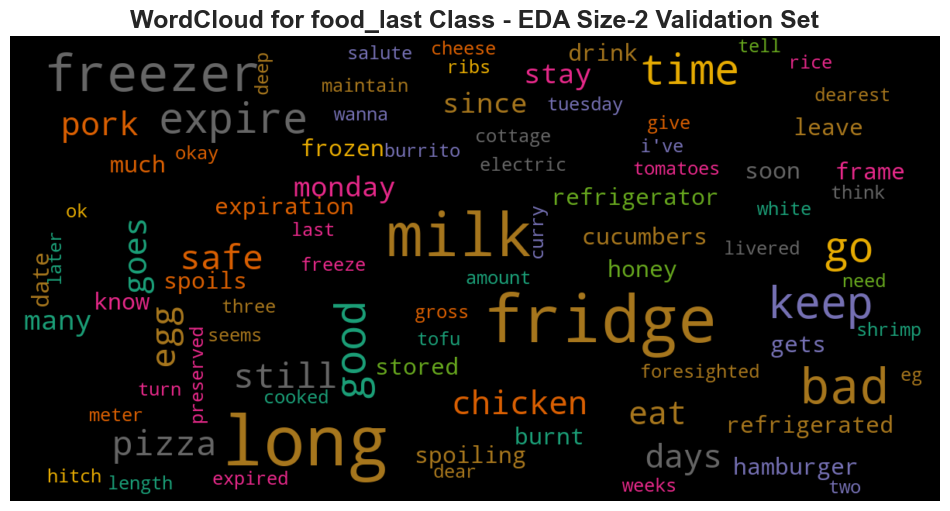 WordCloud for food_last Class - EDA Size-2 Validation Set
freezer
deep
salute
cheese
ribs
drink
time
tell
rice
maintain
stay
dearest
pork
expire
wanna
since
tuesday
give
leave
okay
much
frozen
burrito
cottage
electric
i've
tomatoes
soon
frame
think
monday
refrigerator
white
ok
expiration
last
milk
curry
cucumbers
livered
go
later
date
goes
safe
spoils
freeze
amount
honey
need
know
three
many
egg
seems
good
gross
fridge
keep
shrimp
gets
tofu
stored
preserved
turn
still
cooked
foresighted
bad
eg
meter
chicken
eat
refrigerated
pizza
long
burnt
spoiling
dear
days
hamburger
hitch
length
expired
weeks
two